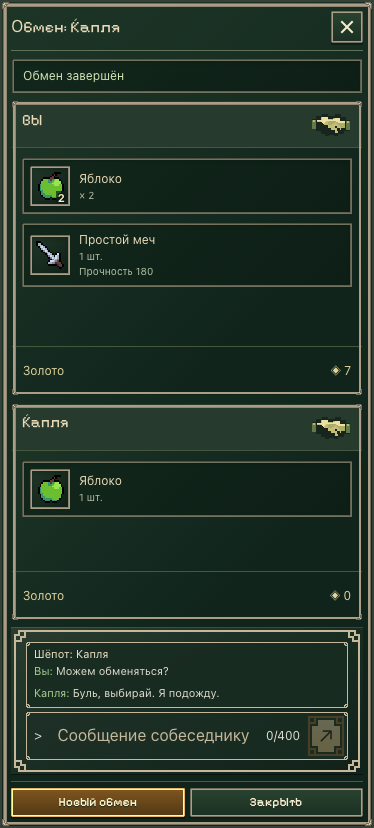 Обмен: Капля
Обмен завершён
ВЫ
Яблоко
2
× 2
Простой меч
1 шт.
Прочность 180
Золото
7
Капля
Яблоко
1 шт.
Золото
0
Шёпот: Капля
Вы: Можем обменяться?
Капля: Буль, выбирай. Я подожду.
> Сообщение собеседнику 0/400
Новый обмен
Закрыть